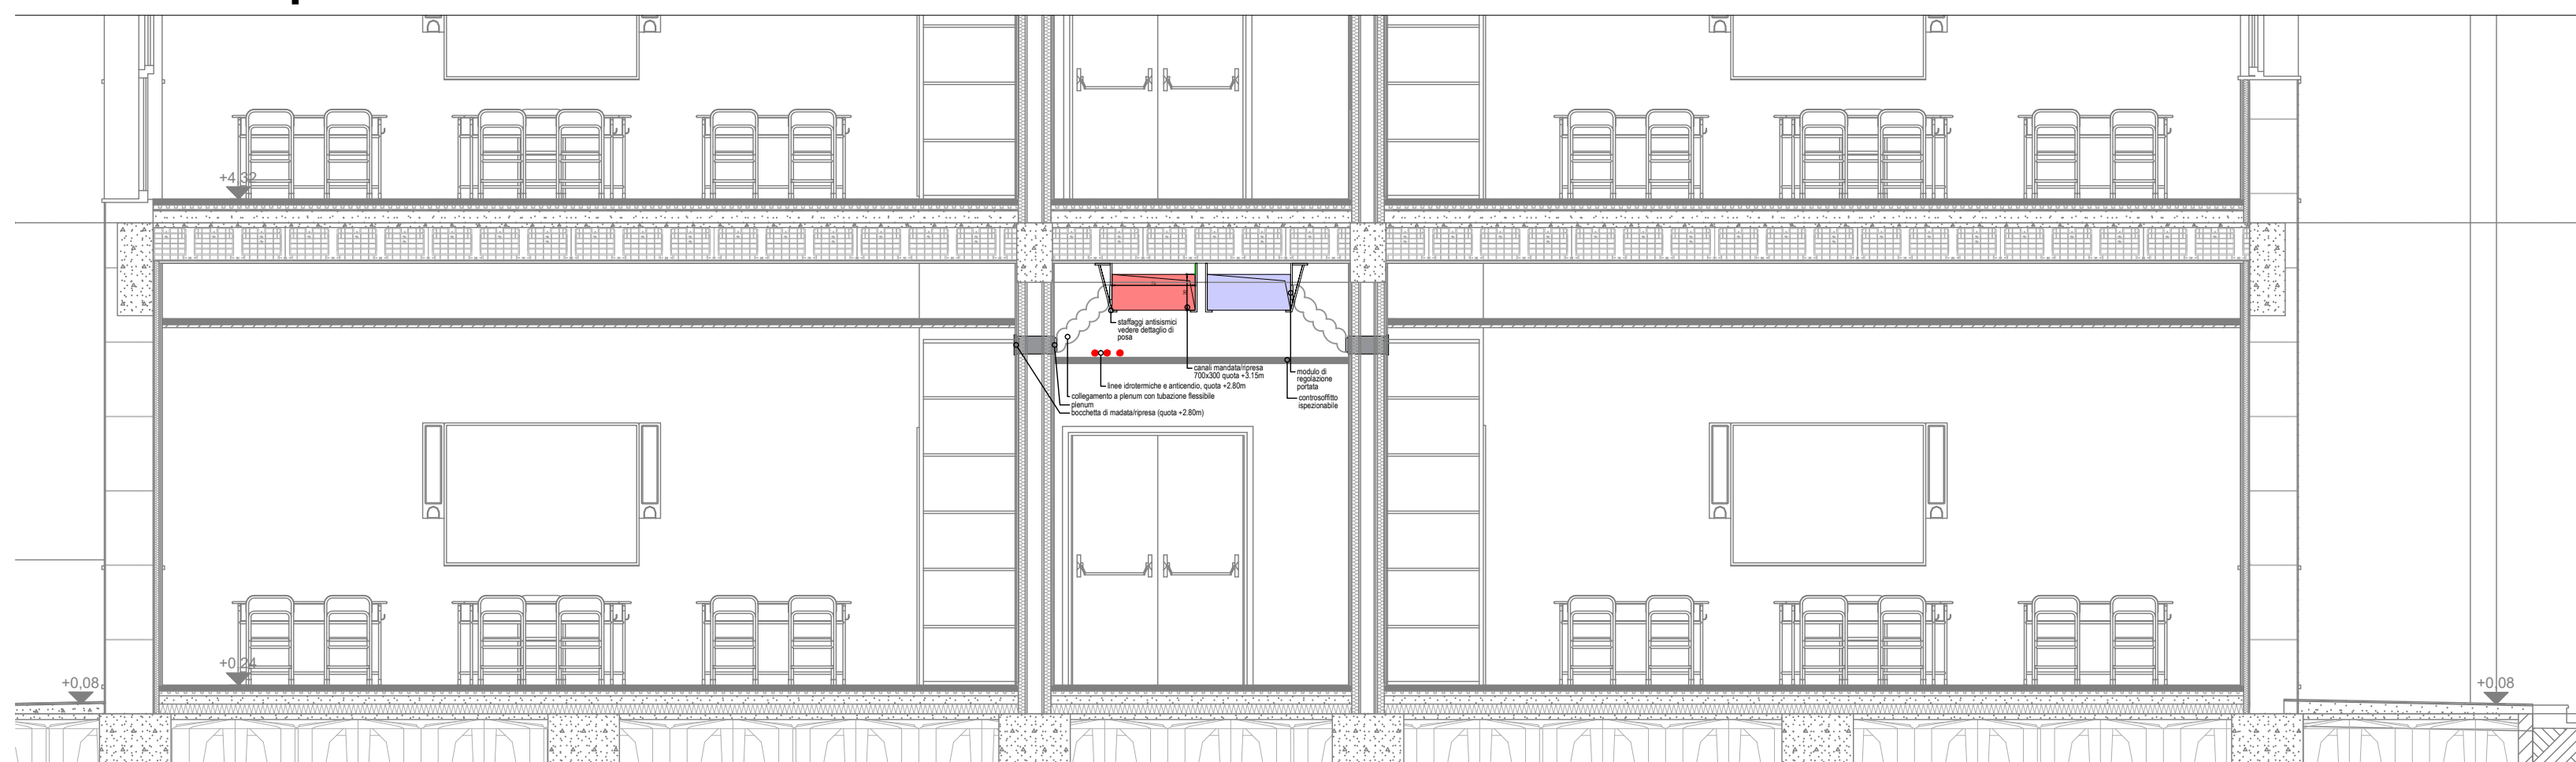 +4,32
staffaggi antisismici
vedere dettaglio di
posa
canali mandata/ripresa
700x300 quota +3.15m
modulo di
regolazione
portata
linee idrotermiche e anticendio, quota +2.80m
collegamento a plenum con tubazione flessibile
controsoffitto
ispezionabile
plenum
bocchetta di madata/ripresa (quota +2.80m)
+0,24
+0,08
+0,08